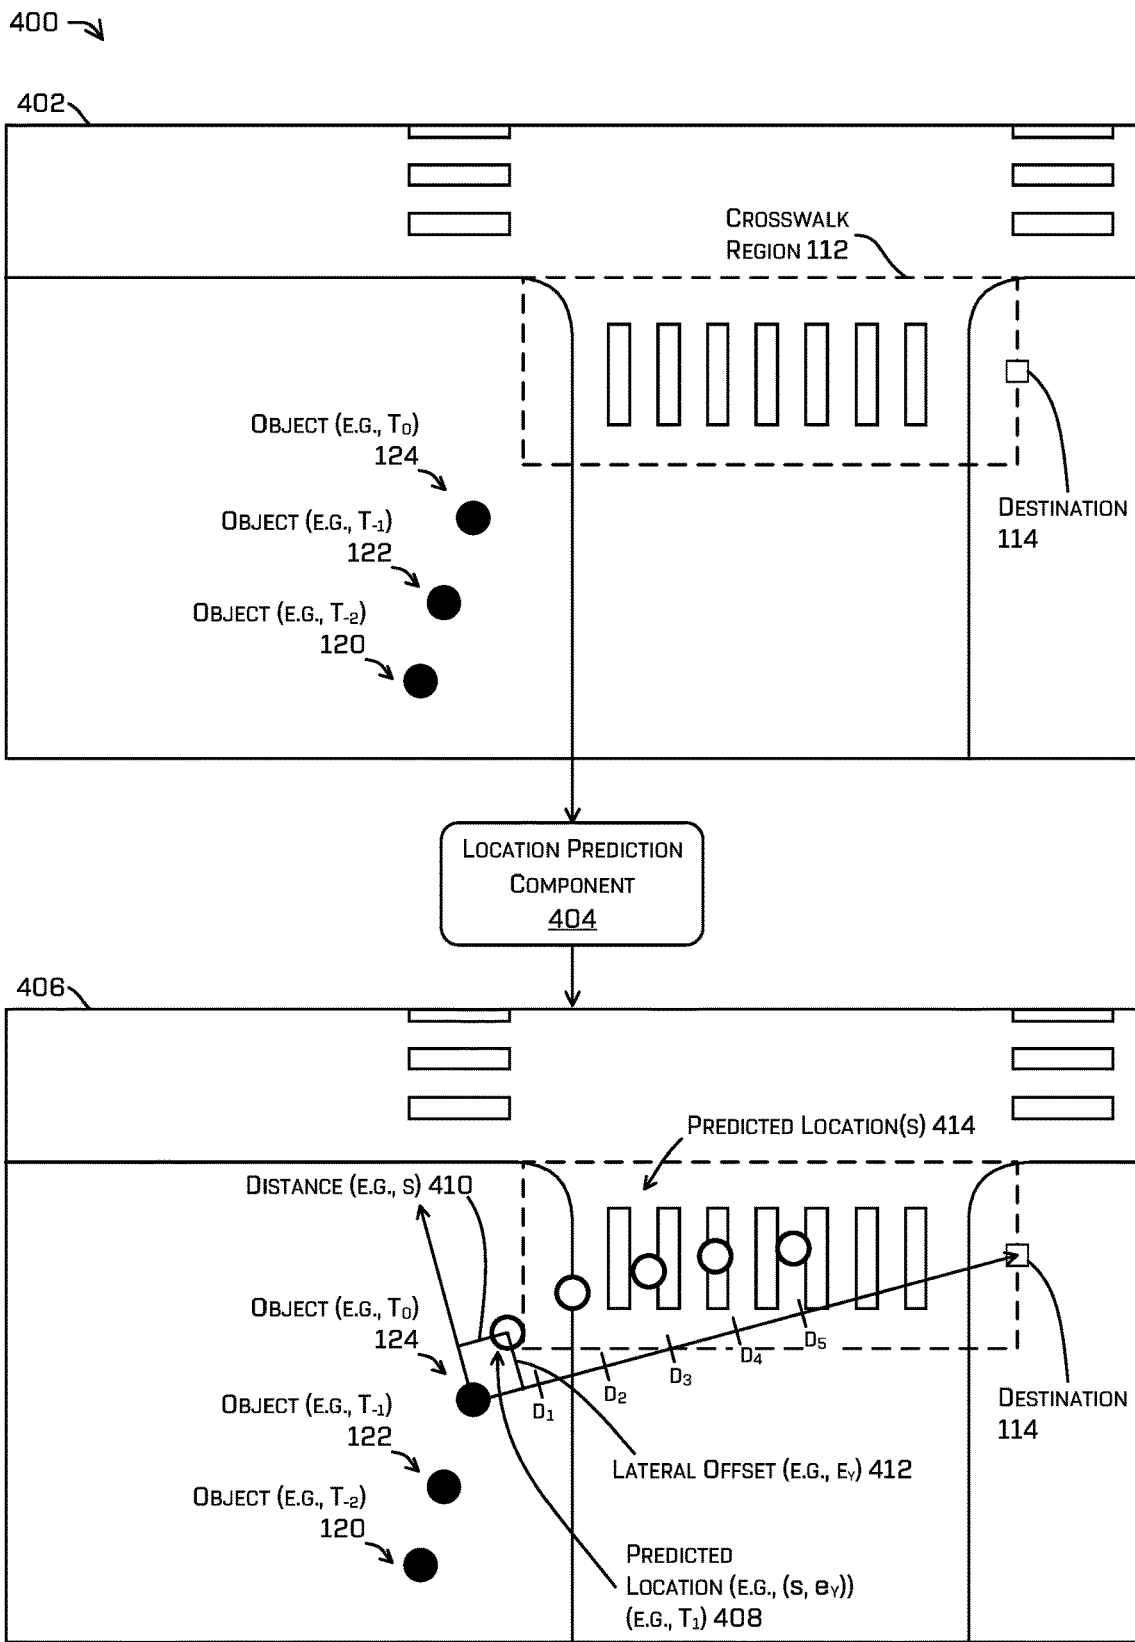 400
402
CROSSWALK
REGION 112
OBJECT (E.G., T0)
124
OBJECT (E.G., T-1)
122
DESTINATION
114
OBJECT (E.G., T-2)
120
LOCATION PREDICTION
COMPONENT
404
406
PREDICTED LOCATION(S) 414
DISTANCE (E.G., S) 410
OBJECT (E.G., T0)
124
D1
D2
D3
D4
D5
OBJECT (E.G., T-1)
122
DESTINATION
114
LATERAL OFFSET (E.G., EY) 412
OBJECT (E.G., T-2)
120
PREDICTED
LOCATION (E.G., (s, eY))
(E.G., T1) 408